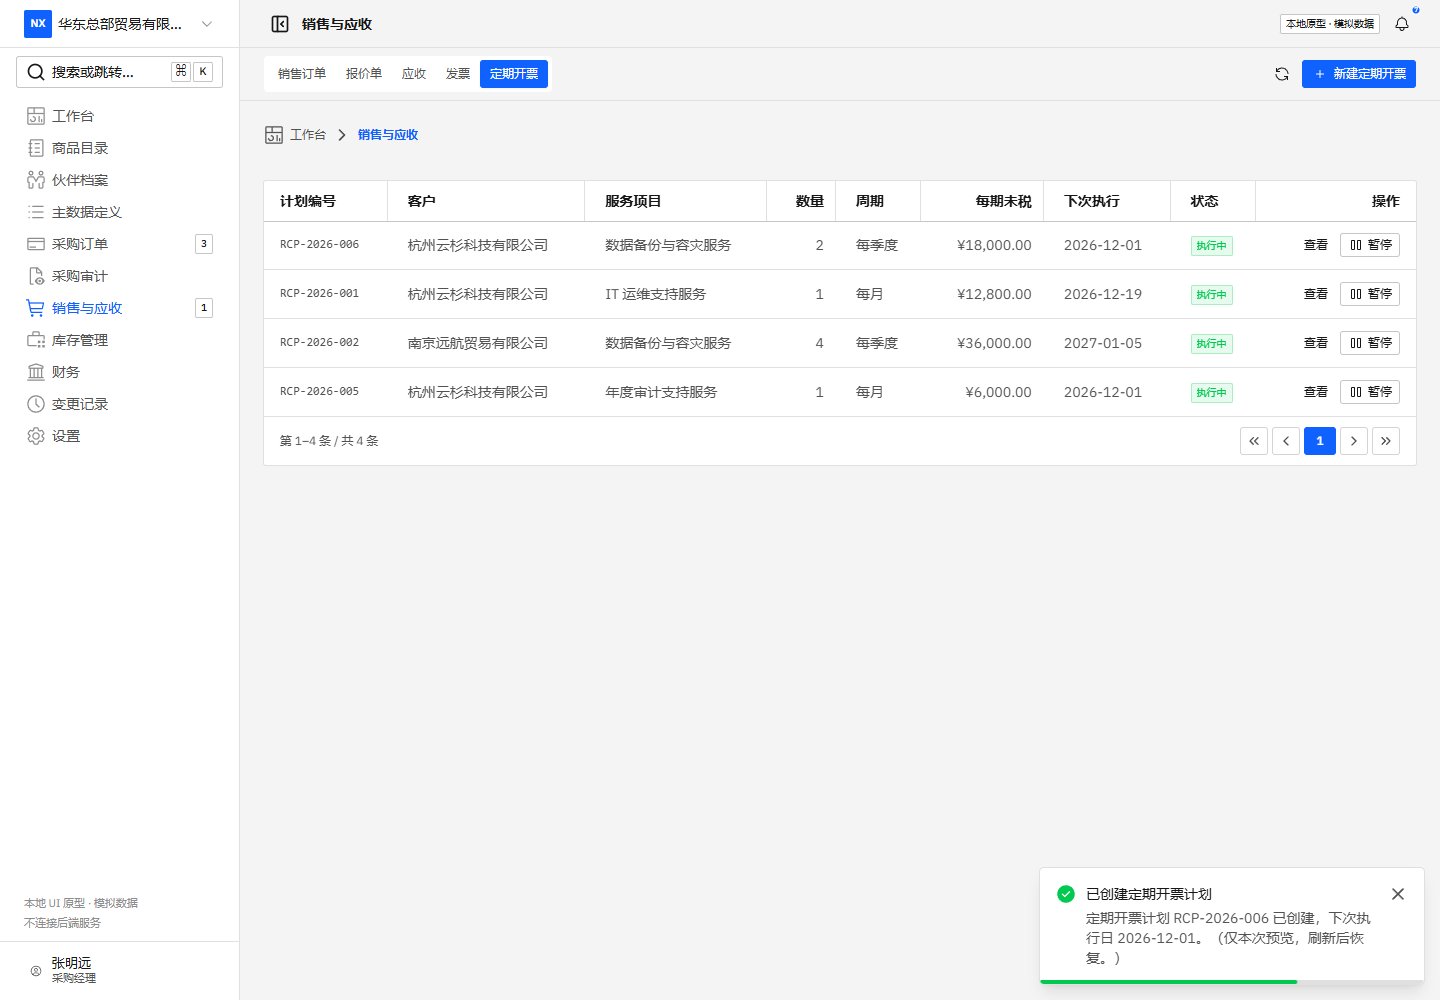 NX 华东总部贸易有限...
销售与应收
本地原型 · 模拟数据
?
搜索或跳转... ⌘ K
销售订单 报价单 应收 发票 定期开票
+ 新建定期开票
工作台
商品目录
伙伴档案
主数据定义
采购订单 3
采购审计
销售与应收 1
库存管理
财务
变更记录
设置
工作台 > 销售与应收
计划编号 客户 服务项目 数量 周期 每期未税 下次执行 状态 操作
RCP-2026-006 杭州云杉科技有限公司 数据备份与容灾服务 2 每季度 ¥18,000.00 2026-12-01 执行中 查看 暂停
RCP-2026-001 杭州云杉科技有限公司 IT 运维支持服务 1 每月 ¥12,800.00 2026-12-19 执行中 查看 暂停
RCP-2026-002 南京远航贸易有限公司 数据备份与容灾服务 4 每季度 ¥36,000.00 2027-01-05 执行中 查看 暂停
RCP-2026-005 杭州云杉科技有限公司 年度审计支持服务 1 每月 ¥6,000.00 2026-12-01 执行中 查看 暂停
第 1–4 条 / 共 4 条
« ‹ 1 › »
本地 UI 原型 · 模拟数据
不连接后端服务
张明远
采购经理
已创建定期开票计划
定期开票计划 RCP-2026-006 已创建，下次执
行日 2026-12-01。（仅本次预览，刷新后恢
复。）